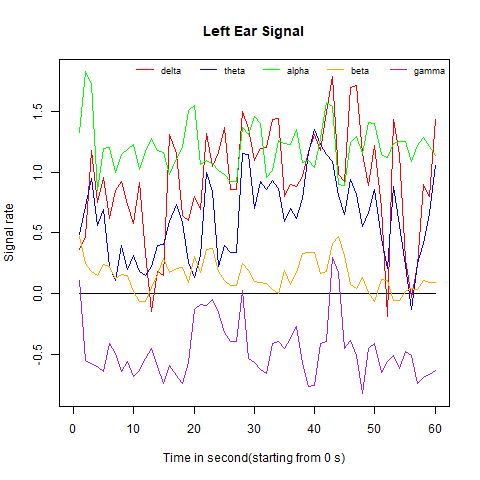 Left Ear Signal
delta theta alpha beta gamma
Signal rate
1.5
1.0
0.5
0.0
-0.5
0 10 20 30 40 50 60
Time in second(starting from 0 s)